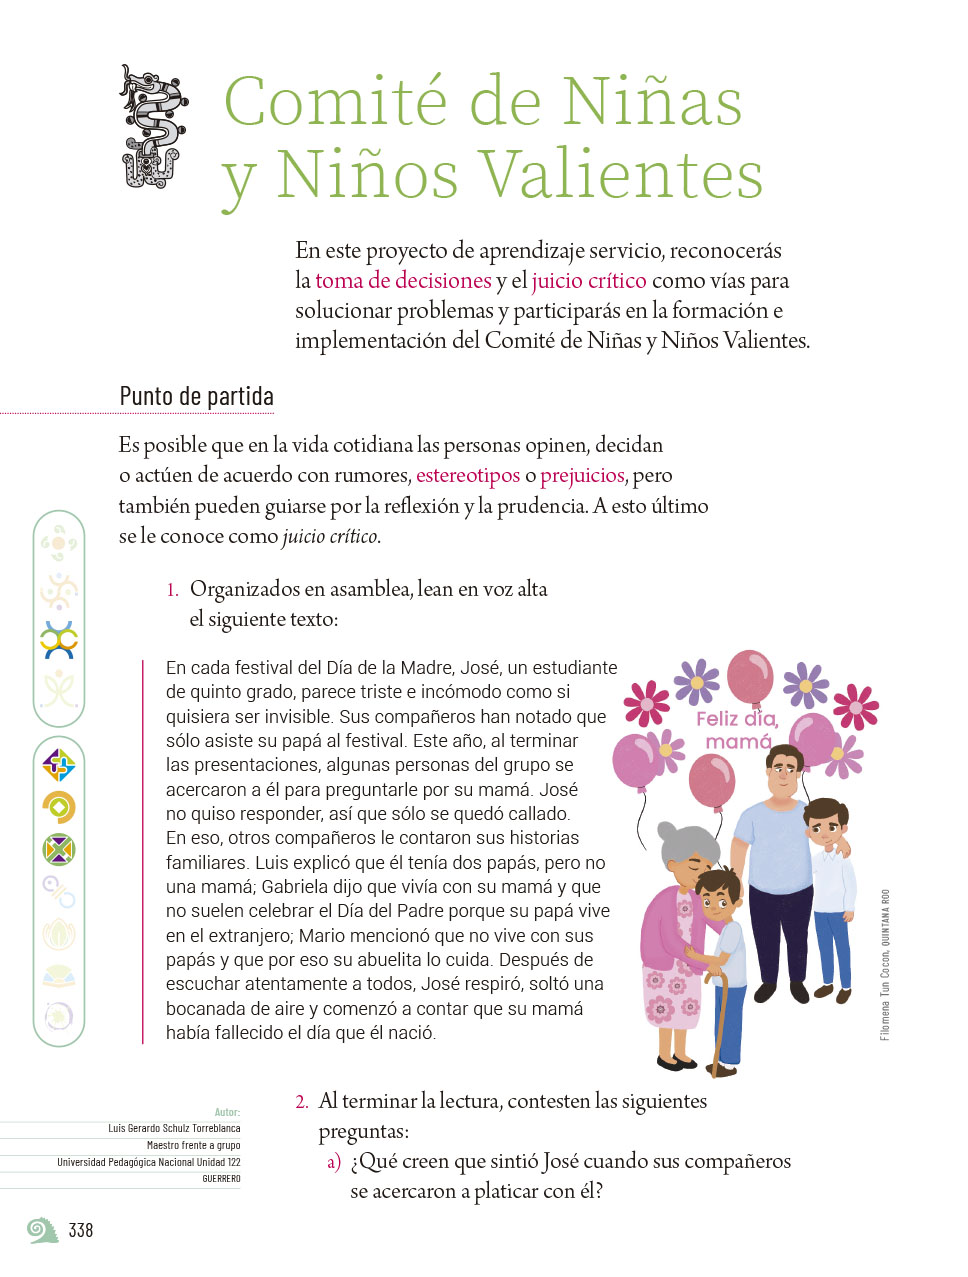 Comité de Niñas
y Niños Valientes
En este proyecto de aprendizaje servicio, reconocerás
la toma de decisiones y el juicio crítico como vías para
solucionar problemas y participarás en la formación e
implementación del Comité de Niñas y Niños Valientes.
Punto de partida
Es posible que en la vida cotidiana las personas opinen, decidan
o actúen de acuerdo con rumores, estereotipos o prejuicios, pero
también pueden guiarse por la reflexión y la prudencia. A esto último
se le conoce como juicio crítico.
1. Organizados en asamblea, lean en voz alta
el siguiente texto:
En cada festival del Día de la Madre, José, un estudiante
de quinto grado, parece triste e incómodo como si
quisiera ser invisible. Sus compañeros han notado que
sólo asiste su papá al festival. Este año, al terminar
las presentaciones, algunas personas del grupo se
acercaron a él para preguntarle por su mamá. José
no quiso responder, así que sólo se quedó callado.
En eso, otros compañeros le contaron sus historias
familiares. Luis explicó que él tenía dos papás, pero no
una mamá; Gabriela dijo que vivía con su mamá y que
no suelen celebrar el Día del Padre porque su papá vive
en el extranjero; Mario mencionó que no vive con sus
papás y que por eso su abuelita lo cuida. Después de
escuchar atentamente a todos, José respiró, soltó una
bocanada de aire y comenzó a contar que su mamá
había fallecido el día que él nació.
Feliz día,
mamá
Filomena Tun Cocon, QUINTANA ROO
2. Al terminar la lectura, contesten las siguientes
preguntas:
a) ¿Qué creen que sintió José cuando sus compañeros
se acercaron a platicar con él?
Autor:
Luis Gerardo Schulz Torreblanca
Maestro frente a grupo
Universidad Pedagógica Nacional Unidad 122
GUERRERO
338